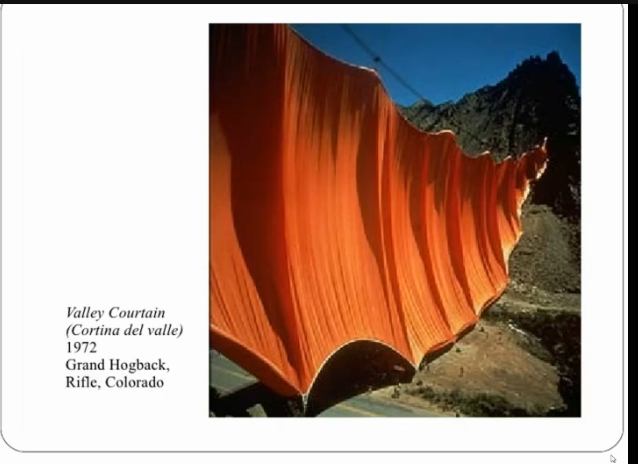 Valley Courtain
(Cortina del valle)
1972
Grand Hogback,
Rifle, Colorado